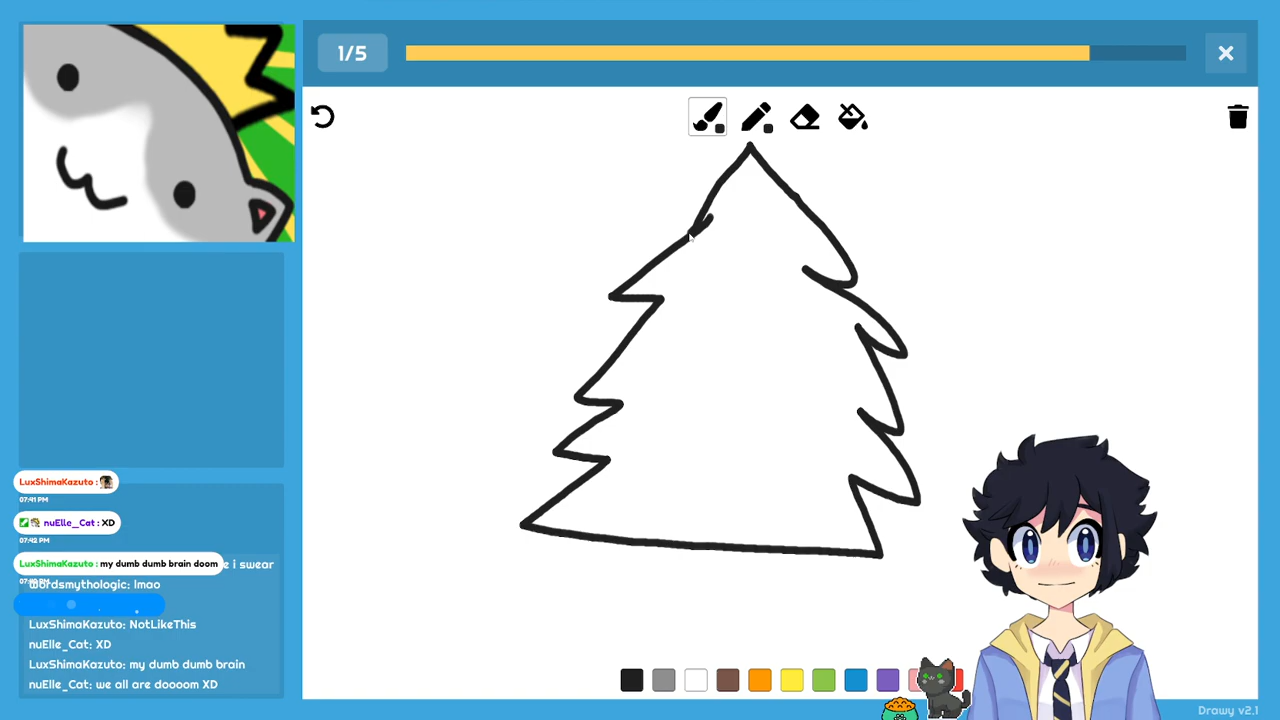 1/5
LuxShimaKazuto :
07:41 PM
nuElle_Cat : XD
07:42 PM
LuxShimaKazuto : my dumb dumb brain doom
e i swear
wordsmythologic: lmao
LuxShimaKazuto: NotLikeThis
nuElle_Cat: XD
LuxShimaKazuto: my dumb dumb brain
nuElle_Cat: we all are doooom XD
Drawy v2.1